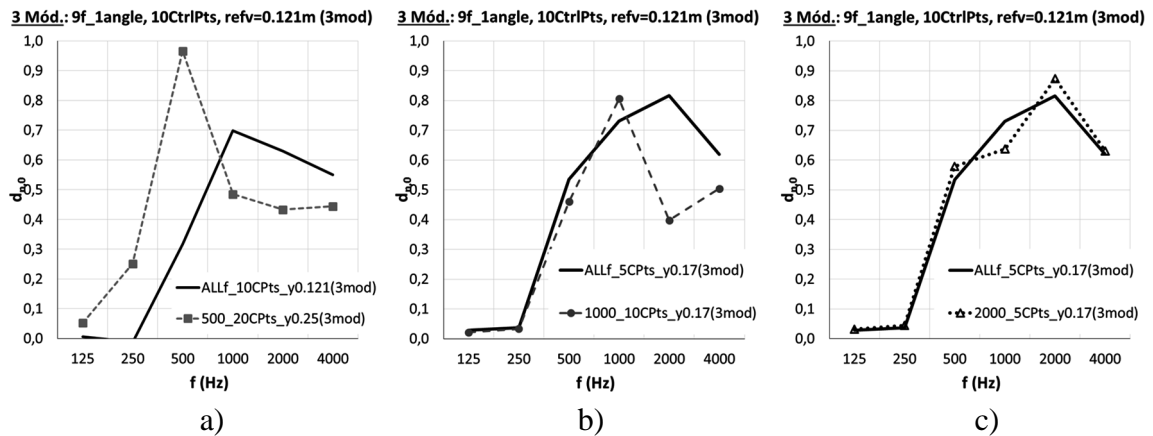 3 Mód.: 9f_1angle, 10CtrlPts, refv=0.121m (3mod)
1,0
0,9
0,8
0,7
0,6
0,5
0,4
0,3
0,2
0,1
0,0
d n,0
125 250 500 1000 2000 4000
f (Hz)
ALLf_10CPts_y0.121(3mod)
500_20CPts_y0.25(3mod)
a)
3 Mód.: 9f_1angle, 10CtrlPts, refv=0.121m (3mod)
1,0
0,9
0,8
0,7
0,6
0,5
0,4
0,3
0,2
0,1
0,0
d n,0
125 250 500 1000 2000 4000
f (Hz)
ALLf_5CPts_y0.17(3mod)
1000_10CPts_y0.17(3mod)
b)
3 Mód.: 9f_1angle, 10CtrlPts, refv=0.121m (3mod)
1,0
0,9
0,8
0,7
0,6
0,5
0,4
0,3
0,2
0,1
0,0
d n,0
125 250 500 1000 2000 4000
f (Hz)
ALLf_5CPts_y0.17(3mod)
2000_5CPts_y0.17(3mod)
c)